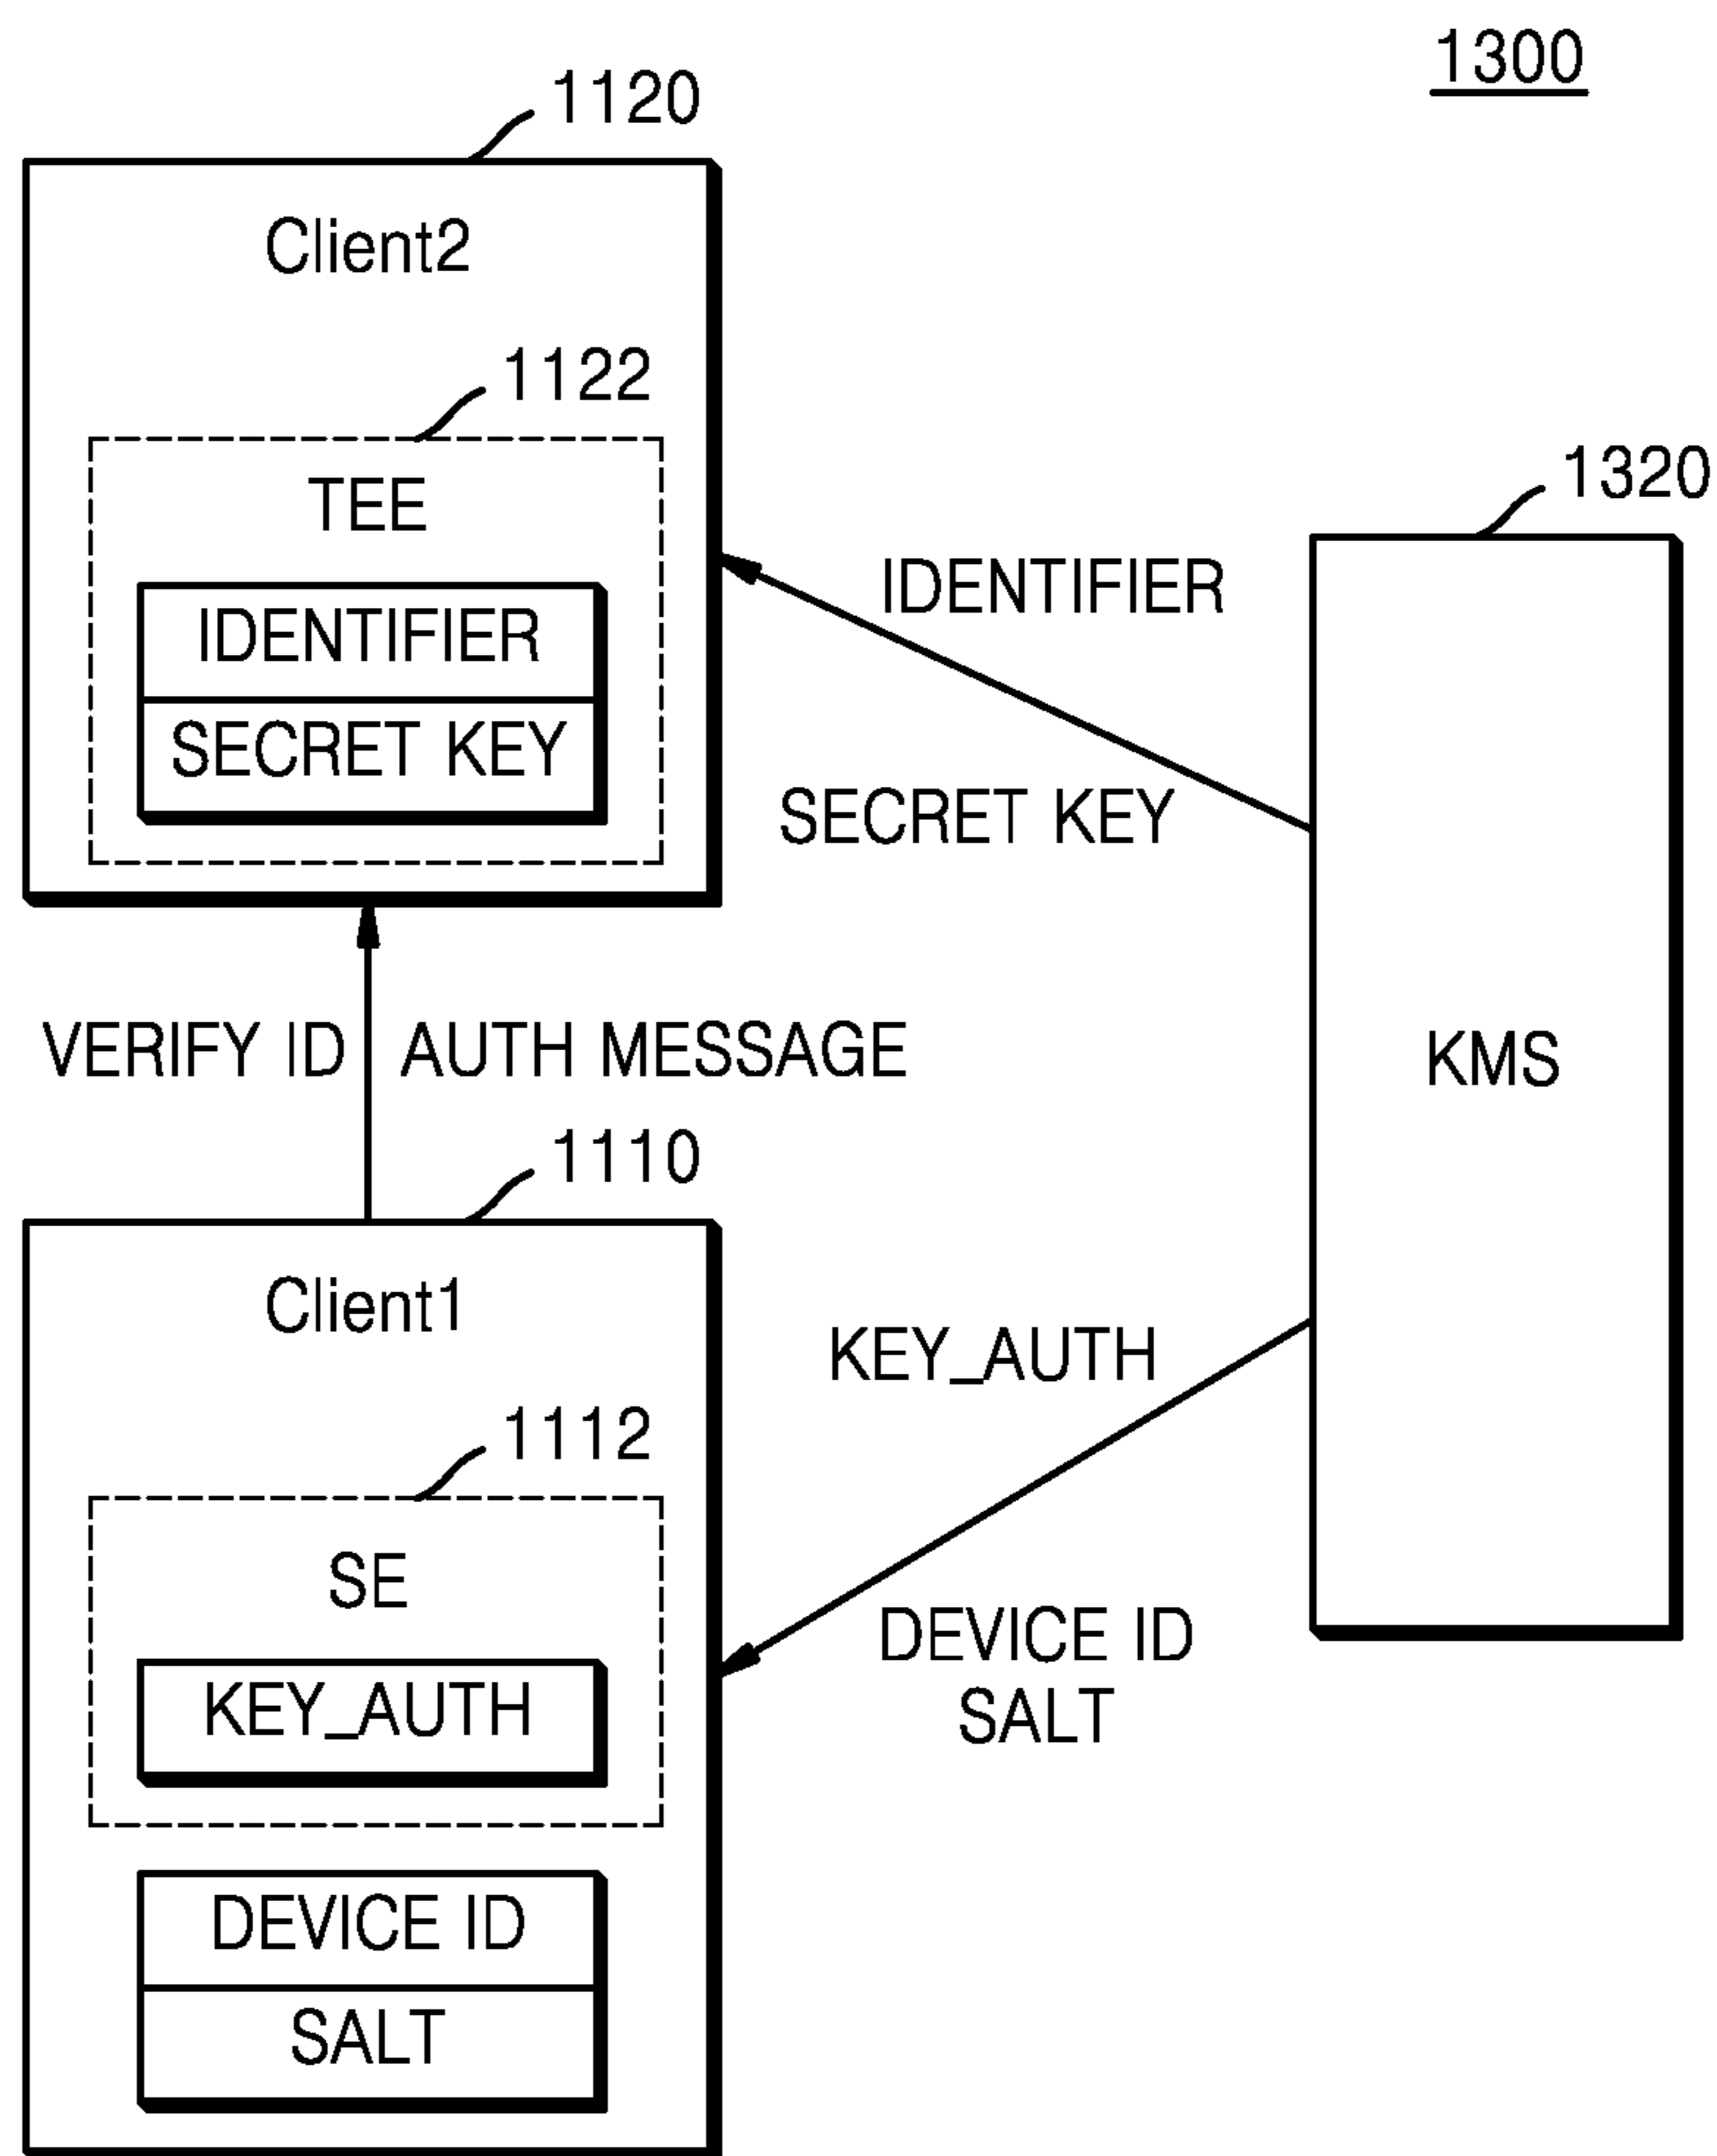 1300
1120
Client2
1122
TEE
IDENTIFIER
SECRET KEY
1320
IDENTIFIER
SECRET KEY
KMS
VERIFY ID AUTH MESSAGE
1110
Client1
1112
SE
KEY_AUTH
DEVICE ID
SALT
KEY_AUTH
DEVICE ID
SALT